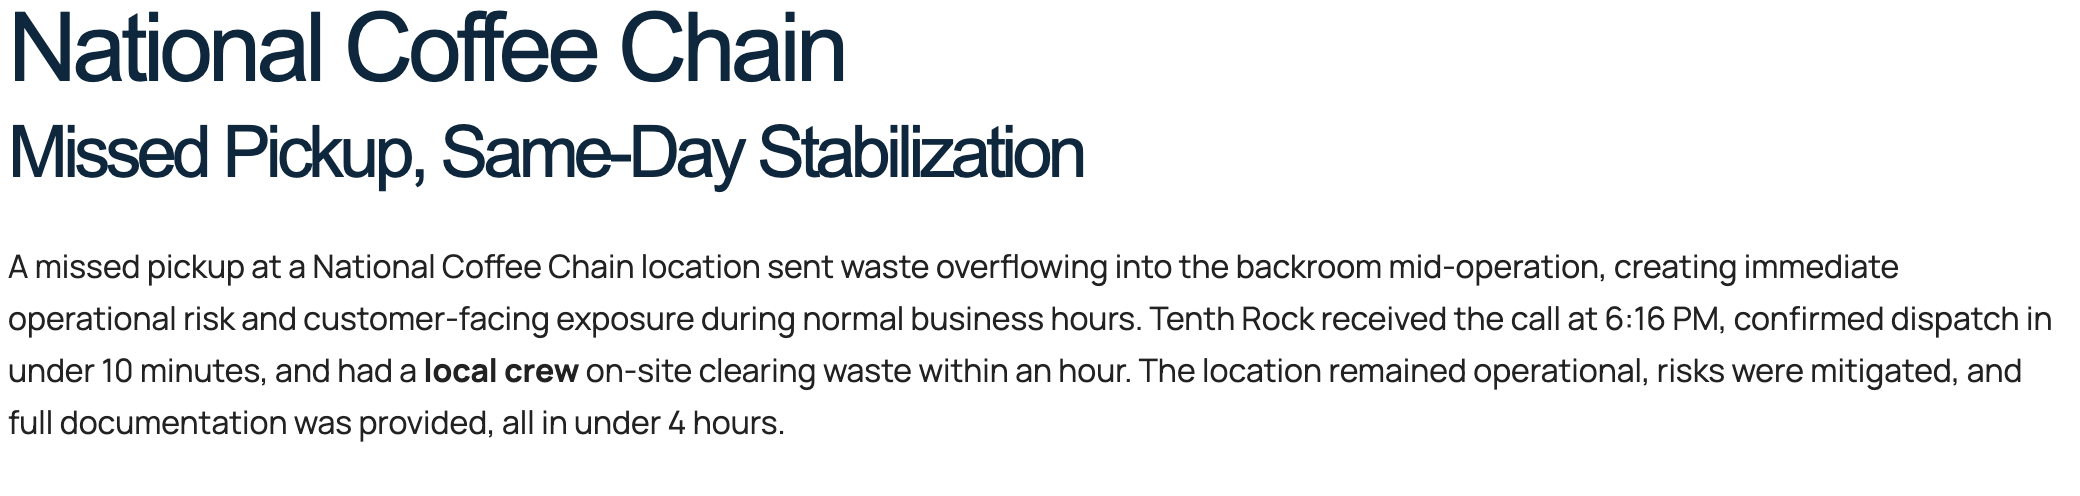 National Coffee Chain
Missed Pickup, Same-Day Stabilization
A missed pickup at a National Coffee Chain location sent waste overflowing into the backroom mid-operation, creating immediate
operational risk and customer-facing exposure during normal business hours. Tenth Rock received the call at 6:16 PM, confirmed dispatch in
under 10 minutes, and had a local crew on-site clearing waste within an hour. The location remained operational, risks were mitigated, and
full documentation was provided, all in under 4 hours.